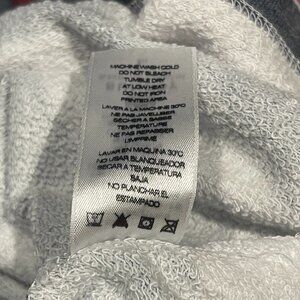 MACHINE WASH COLD
DO NOT BLEACH
TUMBLE DRY
AT LOW HEAT
DO NOT IRON
PRINTED AREA
LAVER A LA MACHINE 30°C
NE PAS JAVELLISER
SÉCHER A BASSE
TEMPERATURE
NE PAS REPASSER
L'IMPRIMÉ
LAVAR EN MAQUINA 30°C
NO USAR BLANQUEADOR
SECAR A TEMPERATURA
BAJA
NO PLANCHAR EL
ESTAMPADO